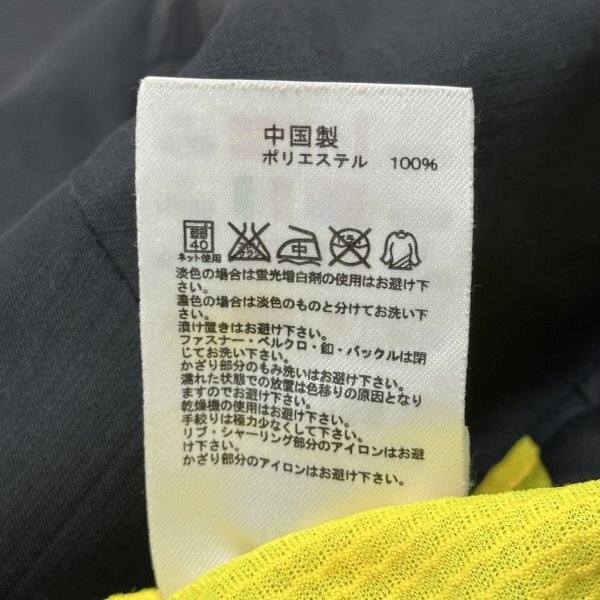 中国製
ポリエステル 100%
弱
40
中
ネット使用
淡色の場合は蛍光増白剤の使用はお避け下
さい。
濃色の場合は淡色のものと分けてお洗い下
さい。
漬け置きはお避け下さい。
ファスナー・ベルクロ・釦・バックルは閉
じてお洗い下さい。
かざり部分のもみ洗いはお避け下さい。
濡れた状態での放置は色移りの原因となり
ますのでお避け下さい。
乾燥機の使用はお避け下さい。
手絞りは極力少なくして下さい。
リブ・シャーリング部分のアイロンはお避
け下さい。
かざり部分のアイロンはお避け下さい。